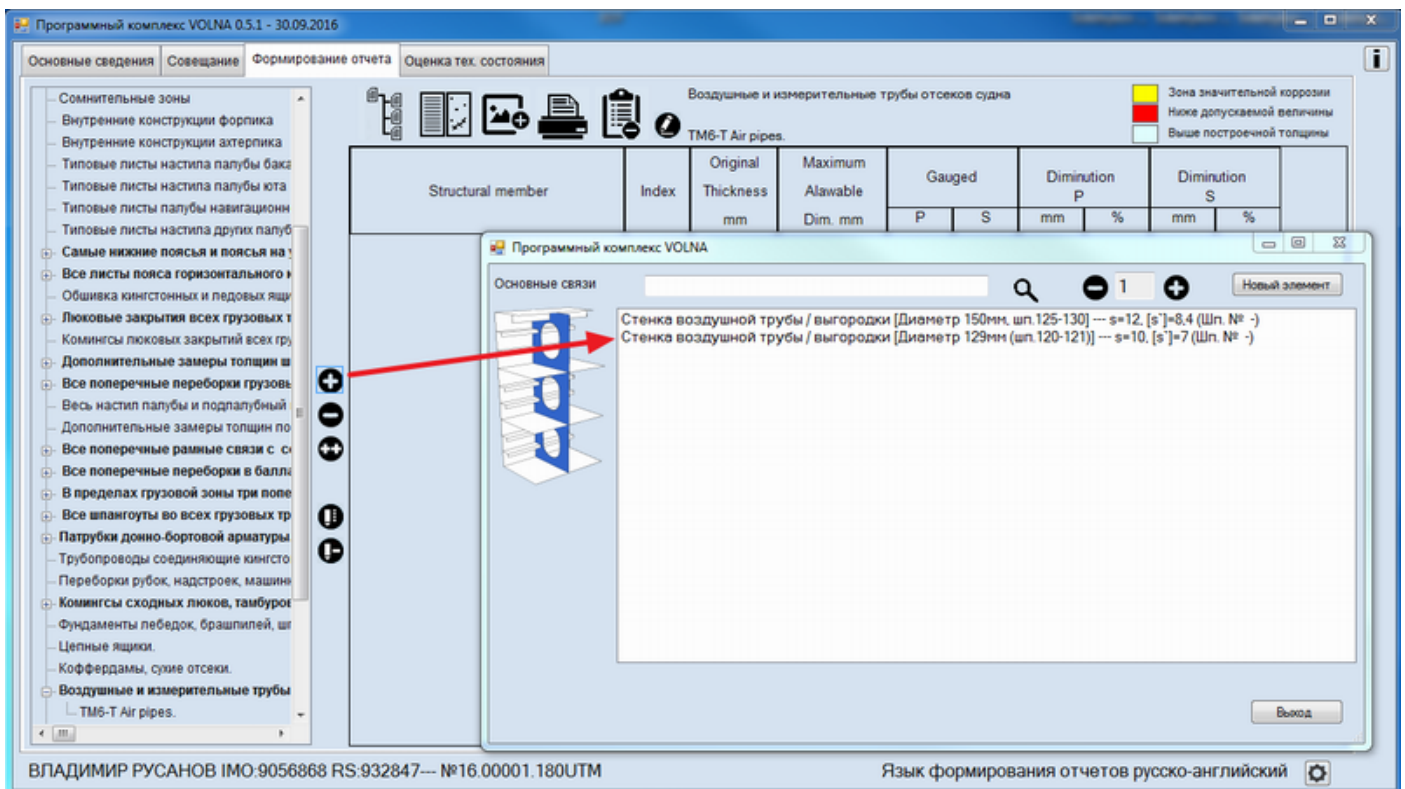 Программный комплекс VOLNA 0.5.1 - 30.09.2016
Основные сведения Совещание Формирование отчета Оценка тех. состояния
Сомнительные зоны
Внутренние конструкции форпика
Внутренние конструкции ахтерпика
Типовые листы настила палубы бака
Типовые листы настила палубы юта
Типовые листы палубы навигационн
Типовые листы настила других палуб
Самые нижние поясья и поясья на
Все листы пояса горизонтального
Обшивка кингстонных и ледовых ящи
Люковые закрытия всех грузовых т
Комингсы люковых закрытий всех гру
Дополнительные замеры толщин ш
Все поперечные переборки грузовь
Весь настил палубы и подпалубный
Дополнительные замеры толщин по
Все поперечные рамные связи с с
Все поперечные переборки в балла
В пределах грузовой зоны три попе
Все шпангоуты во всех грузовых тр
Патрубки донно-бортовой арматуры
Трубопроводы соединяющие кингсто
Переборки рубок, надстроек, машинн
Комингсы сходных люков, тамбуров
Фундаменты лебедок, брашпилей, шп
Цепные ящики.
Коффердамы, сухие отсеки.
Воздушные и измерительные трубы
TM6-T Air pipes.
Воздушные и измерительные трубы отсеков судна
TM6-T Air pipes.
Зона значительной коррозии
Ниже допускаемой величины
Выше построечной толщины
Structural member Index Original Thickness mm Maximum Alawable Dim. mm Gauged Diminution P Diminution S
P S mm % mm %
Программный комплекс VOLNA
Основные связи 1 Новый элемент
Стенка воздушной трубы / выгородки [Диаметр 150мм, шп.125-130] --- s=12, [s`]=8,4 (Шп. № -)
Стенка воздушной трубы / выгородки [Диаметр 129мм (шп.120-121)] --- s=10, [s`]=7 (Шп. № -)
Выход
ВЛАДИМИР РУСАНОВ IMO:9056868 RS:932847--- №16.00001.180UTM
Язык формирования отчетов русско-английский